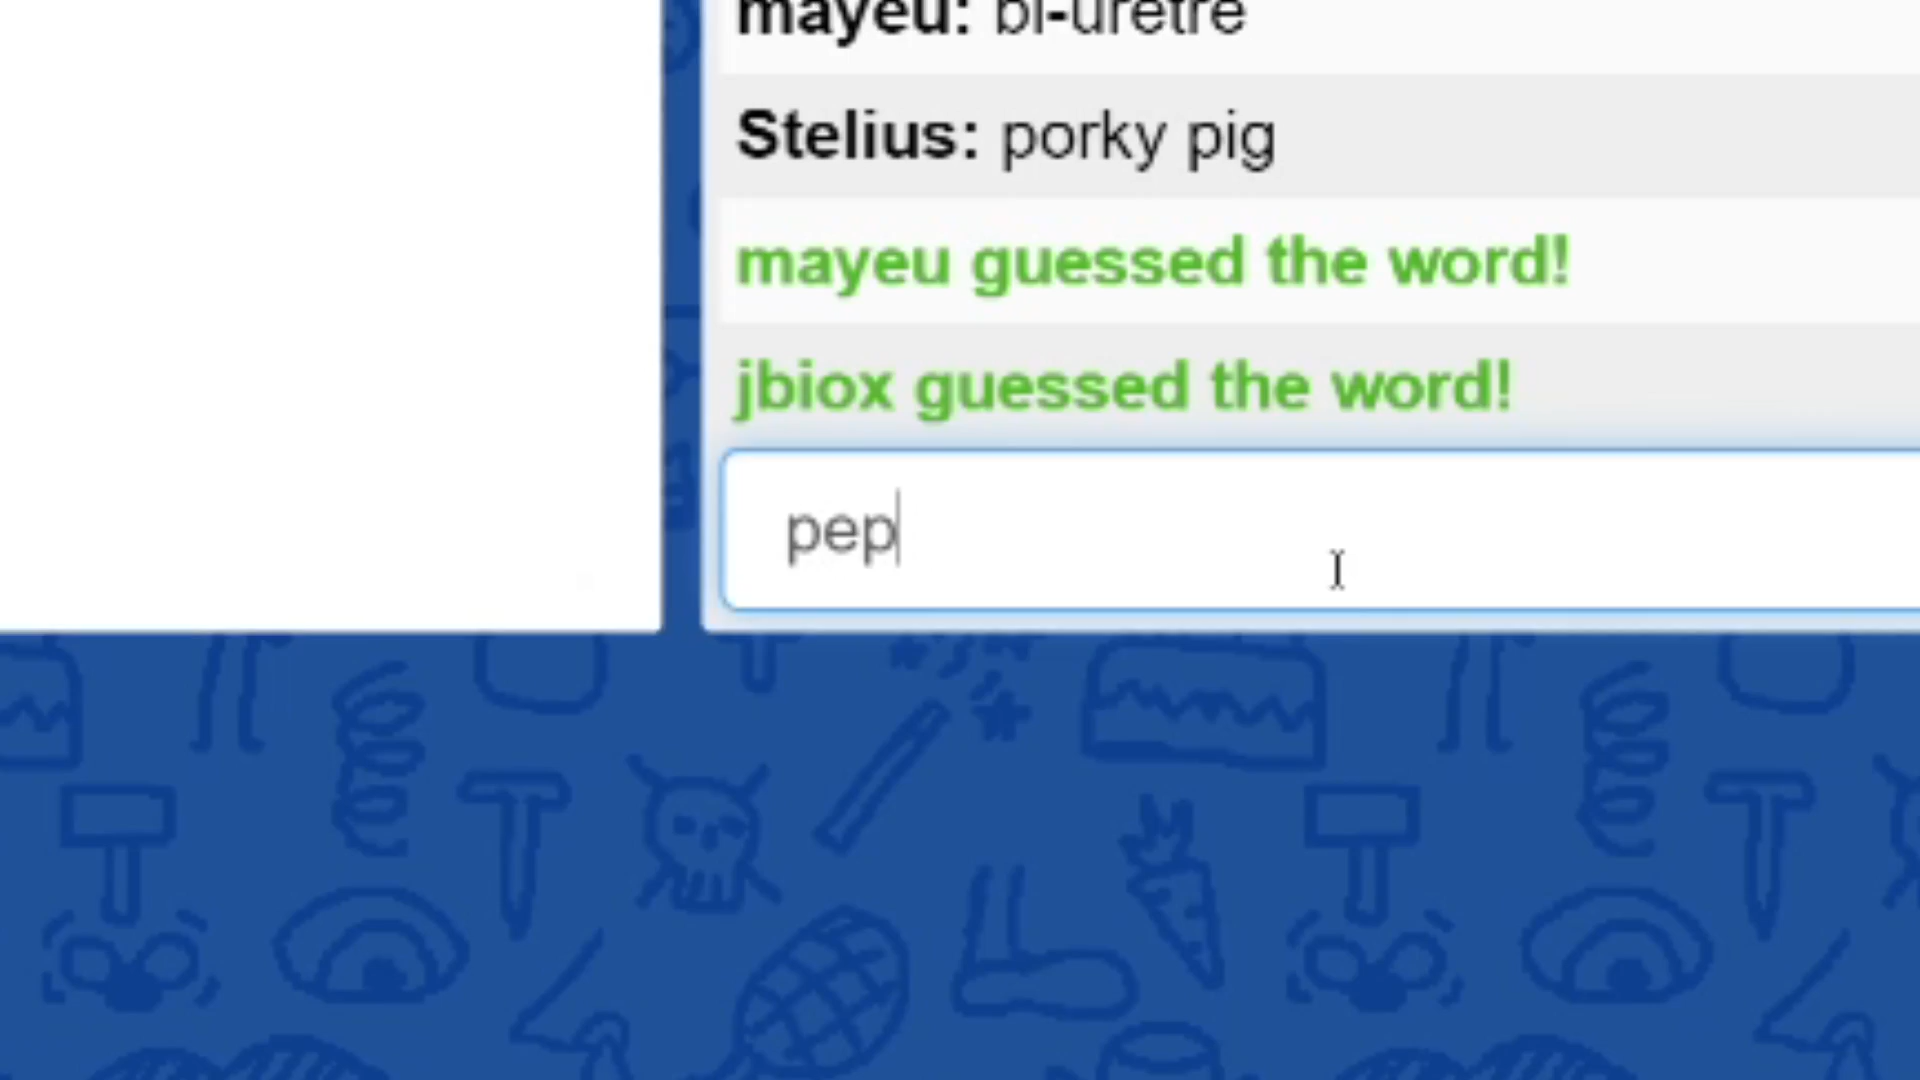 mayeu: bi-uretre
Stelius: porky pig
mayeu guessed the word!
jbiox guessed the word!
pep